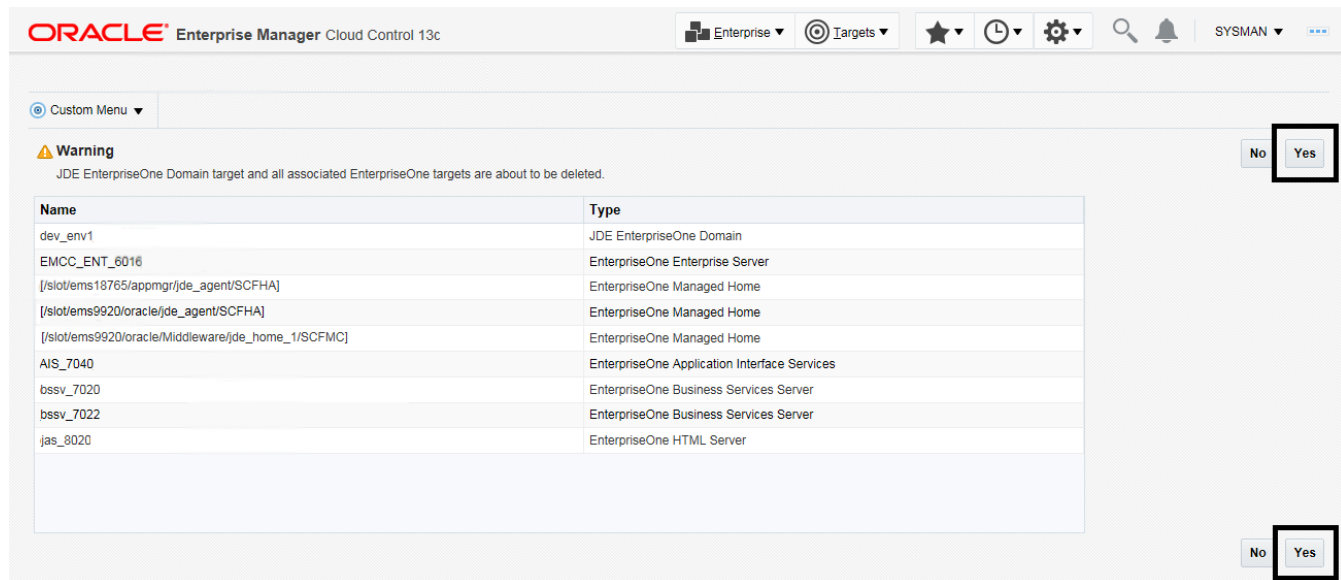 ORACLE Enterprise Manager Cloud Control 13c Enterprise Targets SYSMAN
Custom Menu
Warning No Yes
JDE EnterpriseOne Domain target and all associated EnterpriseOne targets are about to be deleted.
Name Type
dev_env1 JDE EnterpriseOne Domain
EMCC_ENT_6016 EnterpriseOne Enterprise Server
[/slot/ems18765/appmgr/jde_agent/SCFHA] EnterpriseOne Managed Home
[/slot/ems9920/oracle/jde_agent/SCFHA] EnterpriseOne Managed Home
[/slot/ems9920/oracle/Middleware/jde_home_1/SCFMC] EnterpriseOne Managed Home
AIS_7040 EnterpriseOne Application Interface Services
bssv_7020 EnterpriseOne Business Services Server
bssv_7022 EnterpriseOne Business Services Server
jas_8020 EnterpriseOne HTML Server
No Yes